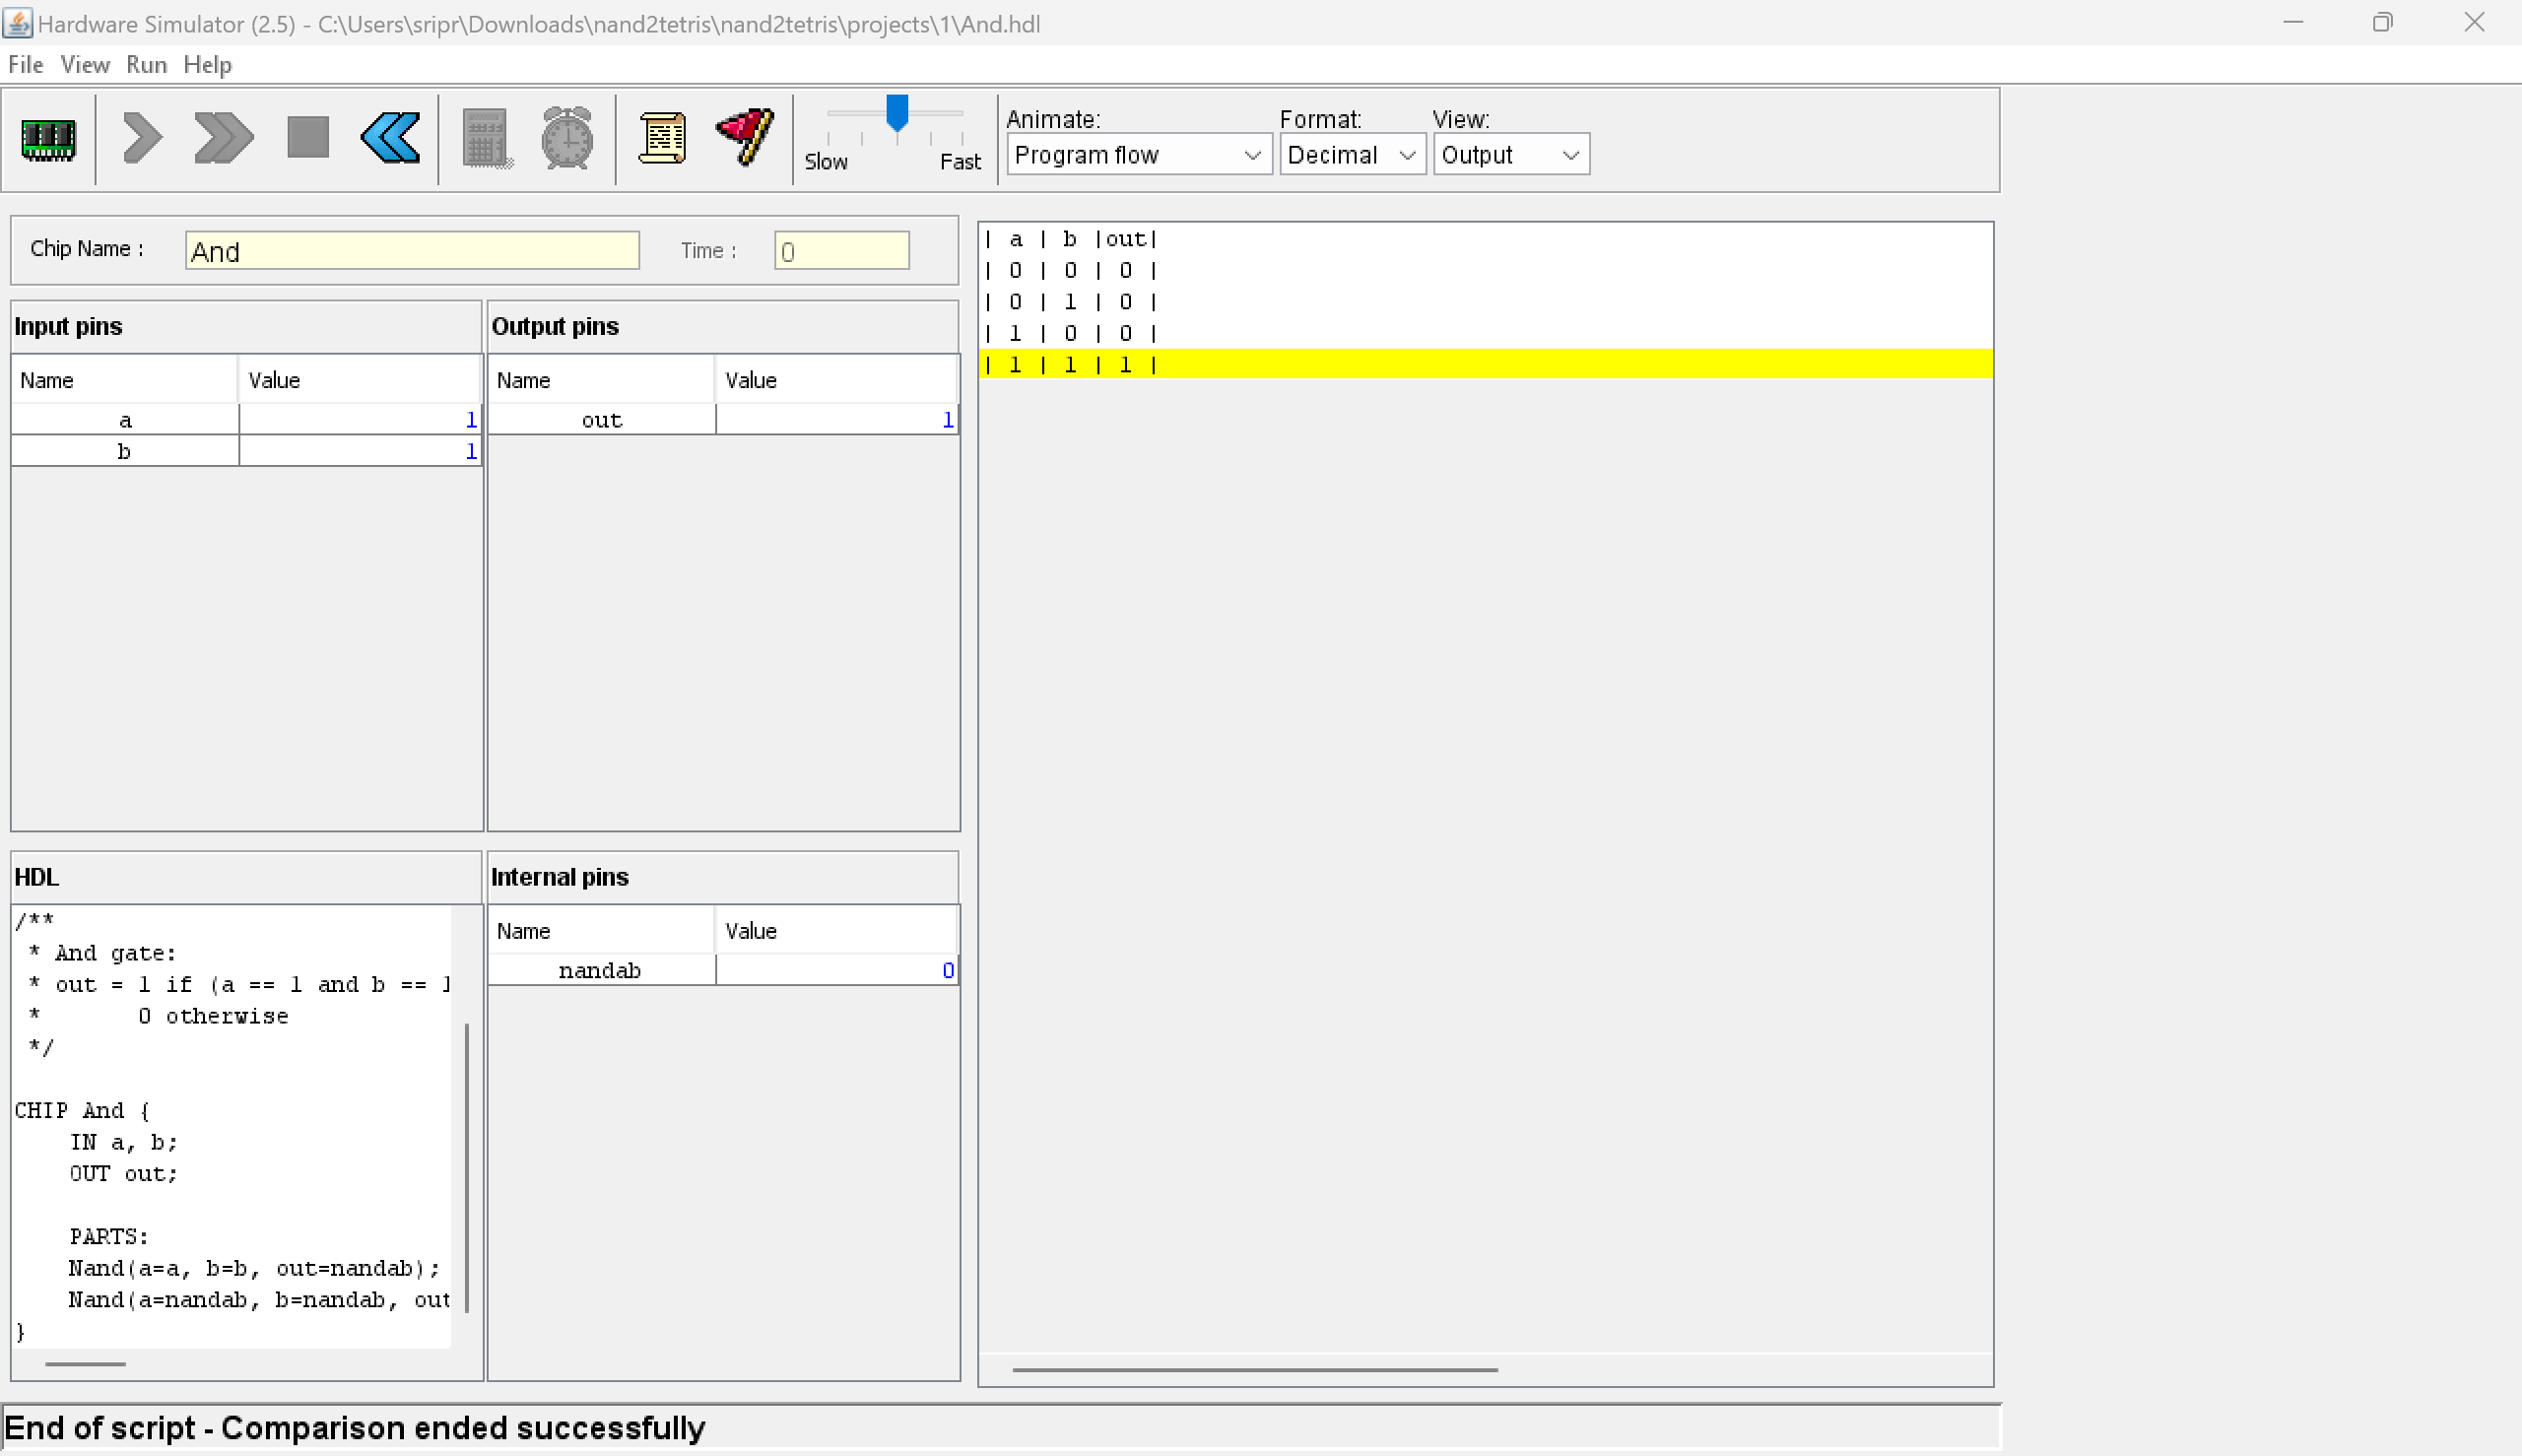 Hardware Simulator (2.5) - C:\Users\sripr\Downloads\nand2tetris\nand2tetris\projects\1\And.hdl
File View Run Help
Slow Fast
Animate: Format: View:
Program flow Decimal Output
Chip Name : And Time : 0
Input pins Output pins
Name Value Name Value
a 1 out 1
b 1
| a | b |out|
| 0 | 0 | 0 |
| 0 | 1 | 0 |
| 1 | 0 | 0 |
| 1 | 1 | 1 |
HDL
/**
* And gate:
* out = 1 if (a == 1 and b == 1
* 0 otherwise
*/
CHIP And {
IN a, b;
OUT out;
PARTS:
Nand(a=a, b=b, out=nandab);
Nand(a=nandab, b=nandab, out
}
Internal pins
Name Value
nandab 0
End of script - Comparison ended successfully